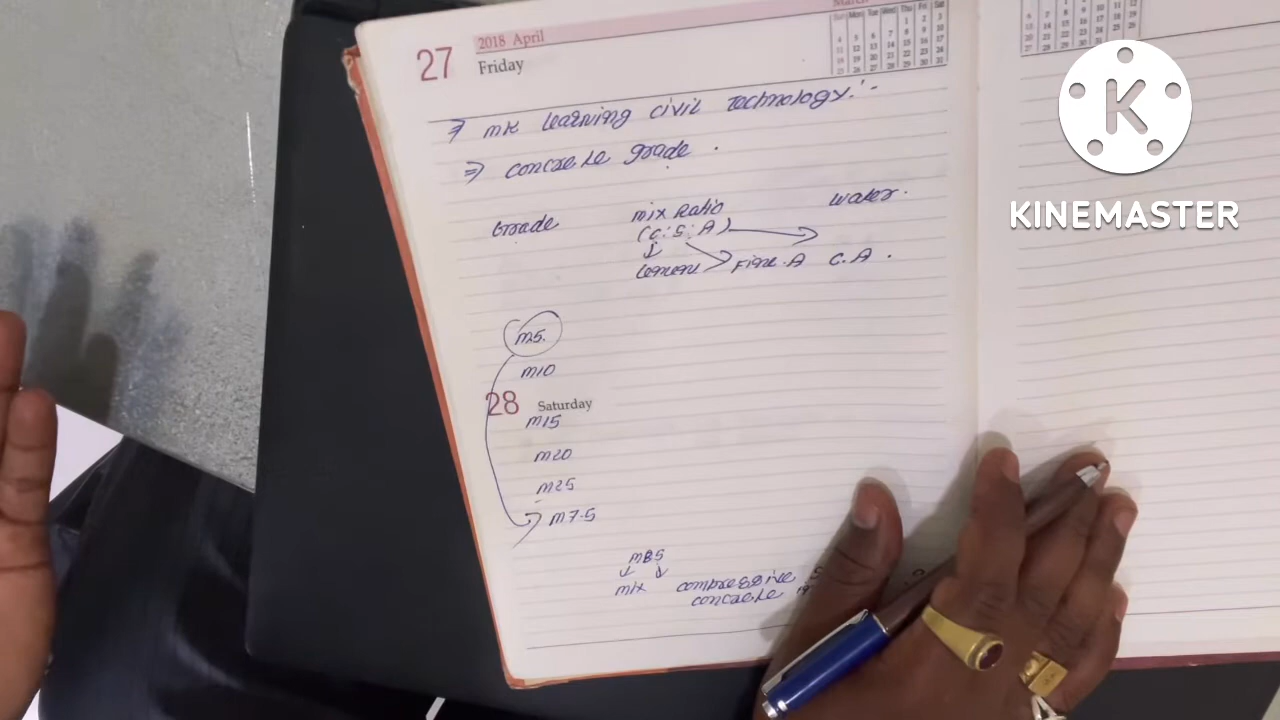 27
2018 April
Friday
March
⇒ mk learning civil technology:-
⇒ concrete grade.
Grade mix Ratio water.
(C:S:A)
cement Fine.A C.A.
m5.
m10
28 Saturday
m15
m20
m25
m7.5
mix compressive
concrete
K
KINEMASTER